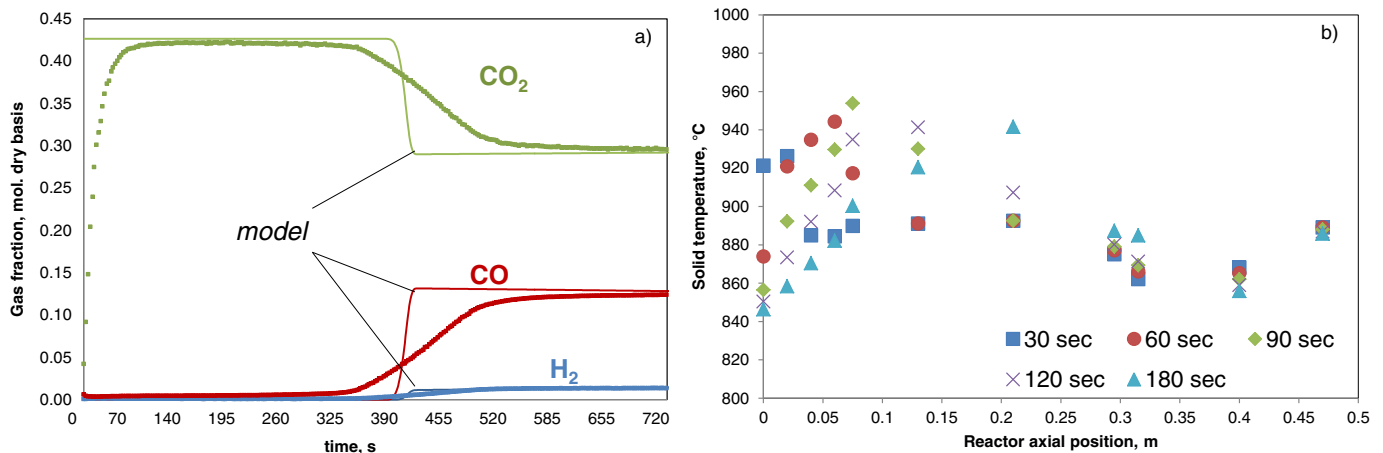 a)
0.45
0.40
0.35
0.30
0.25
0.20
0.15
0.10
0.05
0.00
Gas fraction, mol. dry basis
CO2
model
CO
H2
70 140 195 250 305 390 455 520 585 655 720
time, s
b)
1000
980
960
940
920
900
880
860
840
820
800
Solid temperature, °C
30 sec 60 sec 90 sec
120 sec 180 sec
0 0.05 0.1 0.15 0.2 0.25 0.3 0.35 0.4 0.45 0.5
Reactor axial position, m